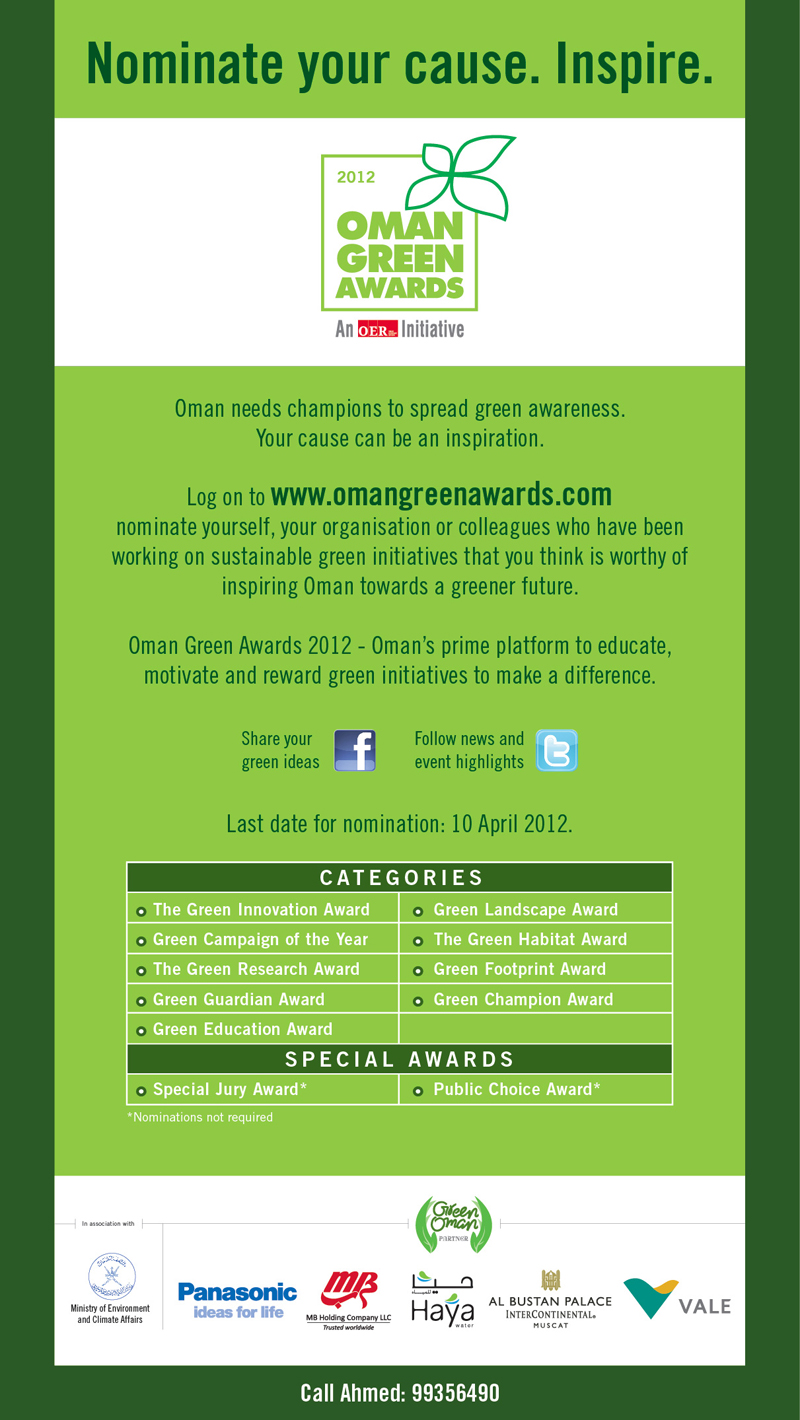 Nominate your cause. Inspire.
2012
OMAN
GREEN
AWARDS
An OER Initiative
Oman needs champions to spread green awareness.
Your cause can be an inspiration.
Log on to www.omangreenawards.com
nominate yourself, your organisation or colleagues who have been
working on sustainable green initiatives that you think is worthy of
inspiring Oman towards a greener future.
Oman Green Awards 2012 - Oman's prime platform to educate,
motivate and reward green initiatives to make a difference.
Share your
green ideas
f
Follow news and
event highlights
t
Last date for nomination: 10 April 2012.
CATEGORIES
The Green Innovation Award
Green Landscape Award
Green Campaign of the Year
The Green Habitat Award
The Green Research Award
Green Footprint Award
Green Guardian Award
Green Champion Award
Green Education Award
SPECIAL AWARDS
Special Jury Award*
Public Choice Award*
*Nominations not required
Green
Oman
PARTNER
In association with
Ministry of Environment
and Climate Affairs
Panasonic
ideas for life
MB
MB Holding Company LLC
Trusted worldwide
حيا
للمياه
Haya
water
AL BUSTAN PALACE
INTERCONTINENTAL®
MUSCAT
VALE
Call Ahmed: 99356490